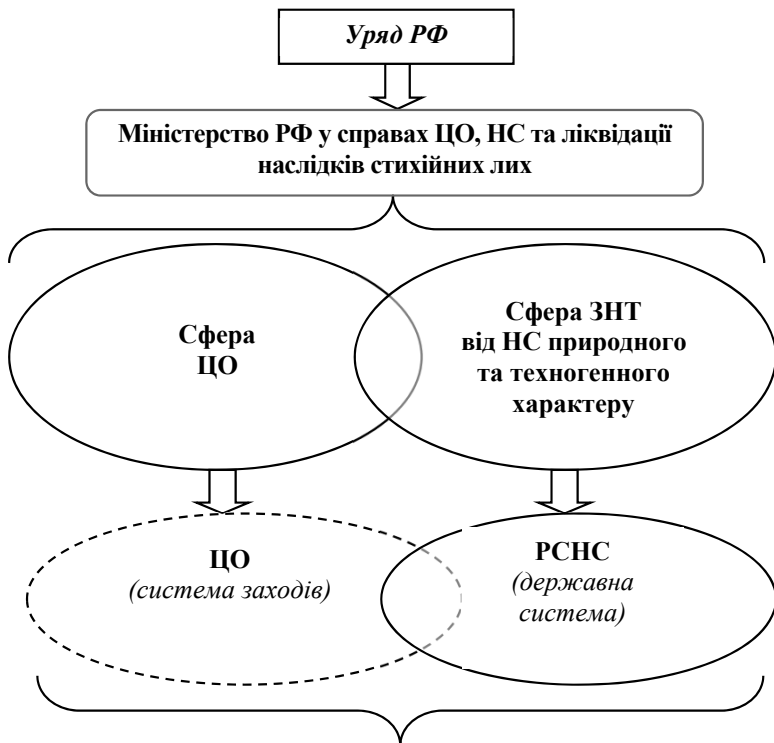 Уряд РФ
Міністерство РФ у справах ЦО, НС та ліквідації
наслідків стихійних лих
Сфера
ЦО
Сфера ЗНТ
від НС природного
та техногенного
характеру
ЦО
(система заходів)
РСНС
(державна
система)